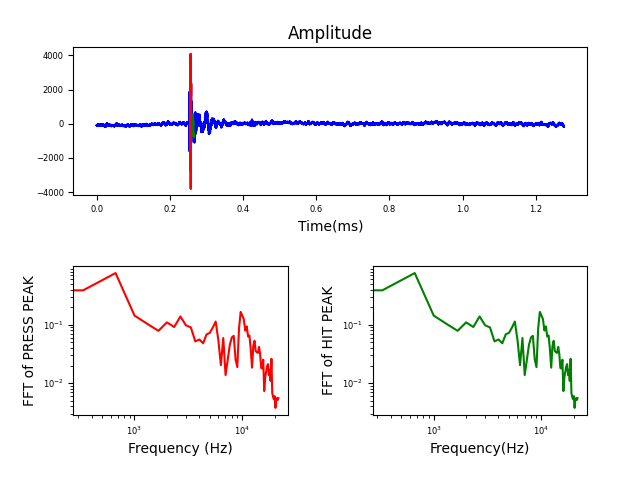 Amplitude
4000
2000
0
−2000
−4000
0.0 0.2 0.4 0.6 0.8 1.0 1.2
Time(ms)
FFT of PRESS PEAK
10⁻¹
10⁻²
10³ 10⁴
Frequency (Hz)
FFT of HIT PEAK
10⁻¹
10⁻²
10³ 10⁴
Frequency(Hz)